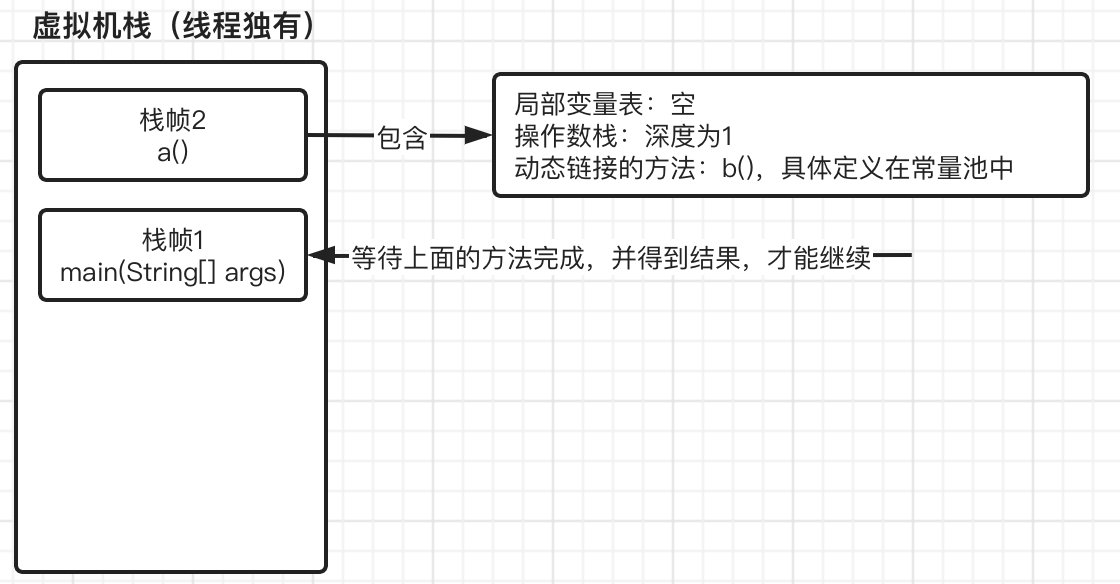 虚拟机栈（线程独有）
栈帧2
a()
包含
局部变量表：空
操作数栈：深度为1
动态链接的方法：b()，具体定义在常量池中
栈帧1
main(String[] args)
等待上面的方法完成，并得到结果，才能继续